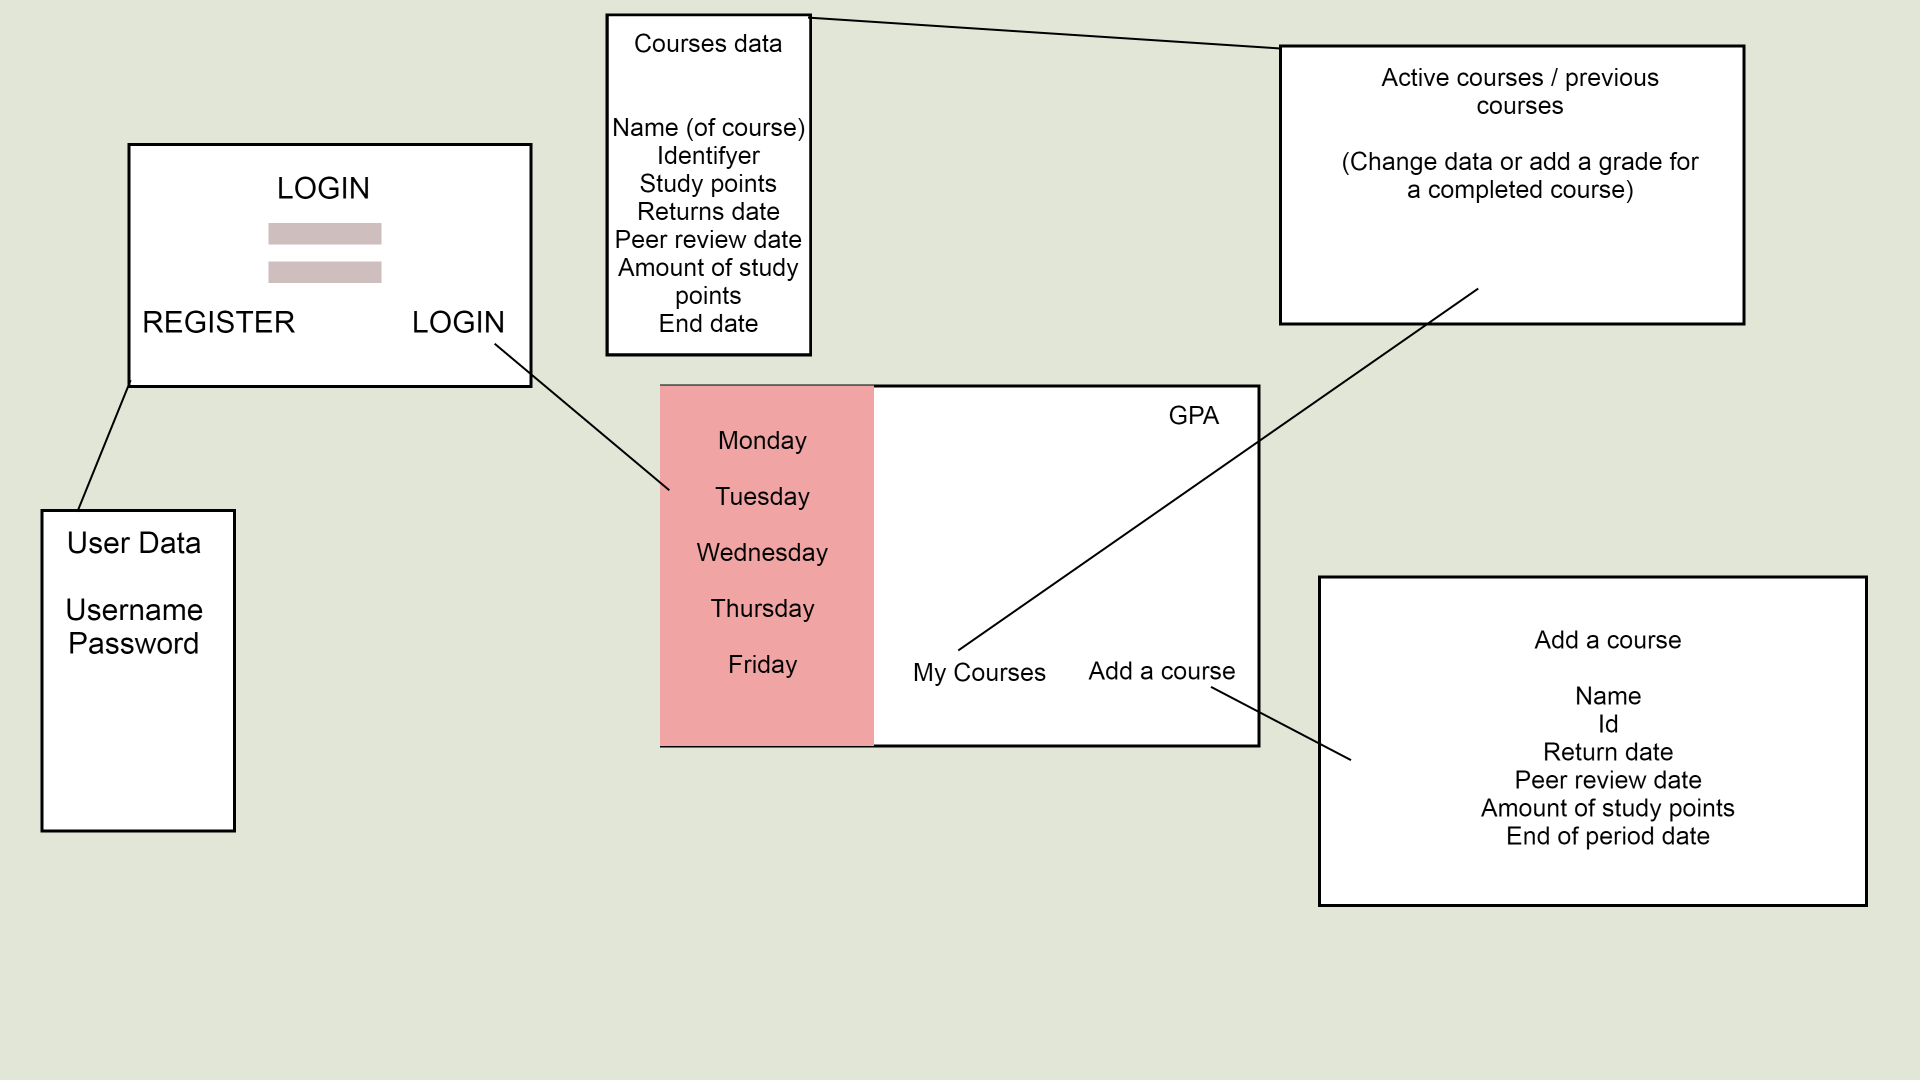 LOGIN
REGISTER
LOGIN
User Data
Username
Password
Courses data
Name (of course)
Identifyer
Study points
Returns date
Peer review date
Amount of study
points
End date
Monday
Tuesday
Wednesday
Thursday
Friday
GPA
My Courses
Add a course
Active courses / previous
courses
(Change data or add a grade for
a completed course)
Add a course
Name
Id
Return date
Peer review date
Amount of study points
End of period date